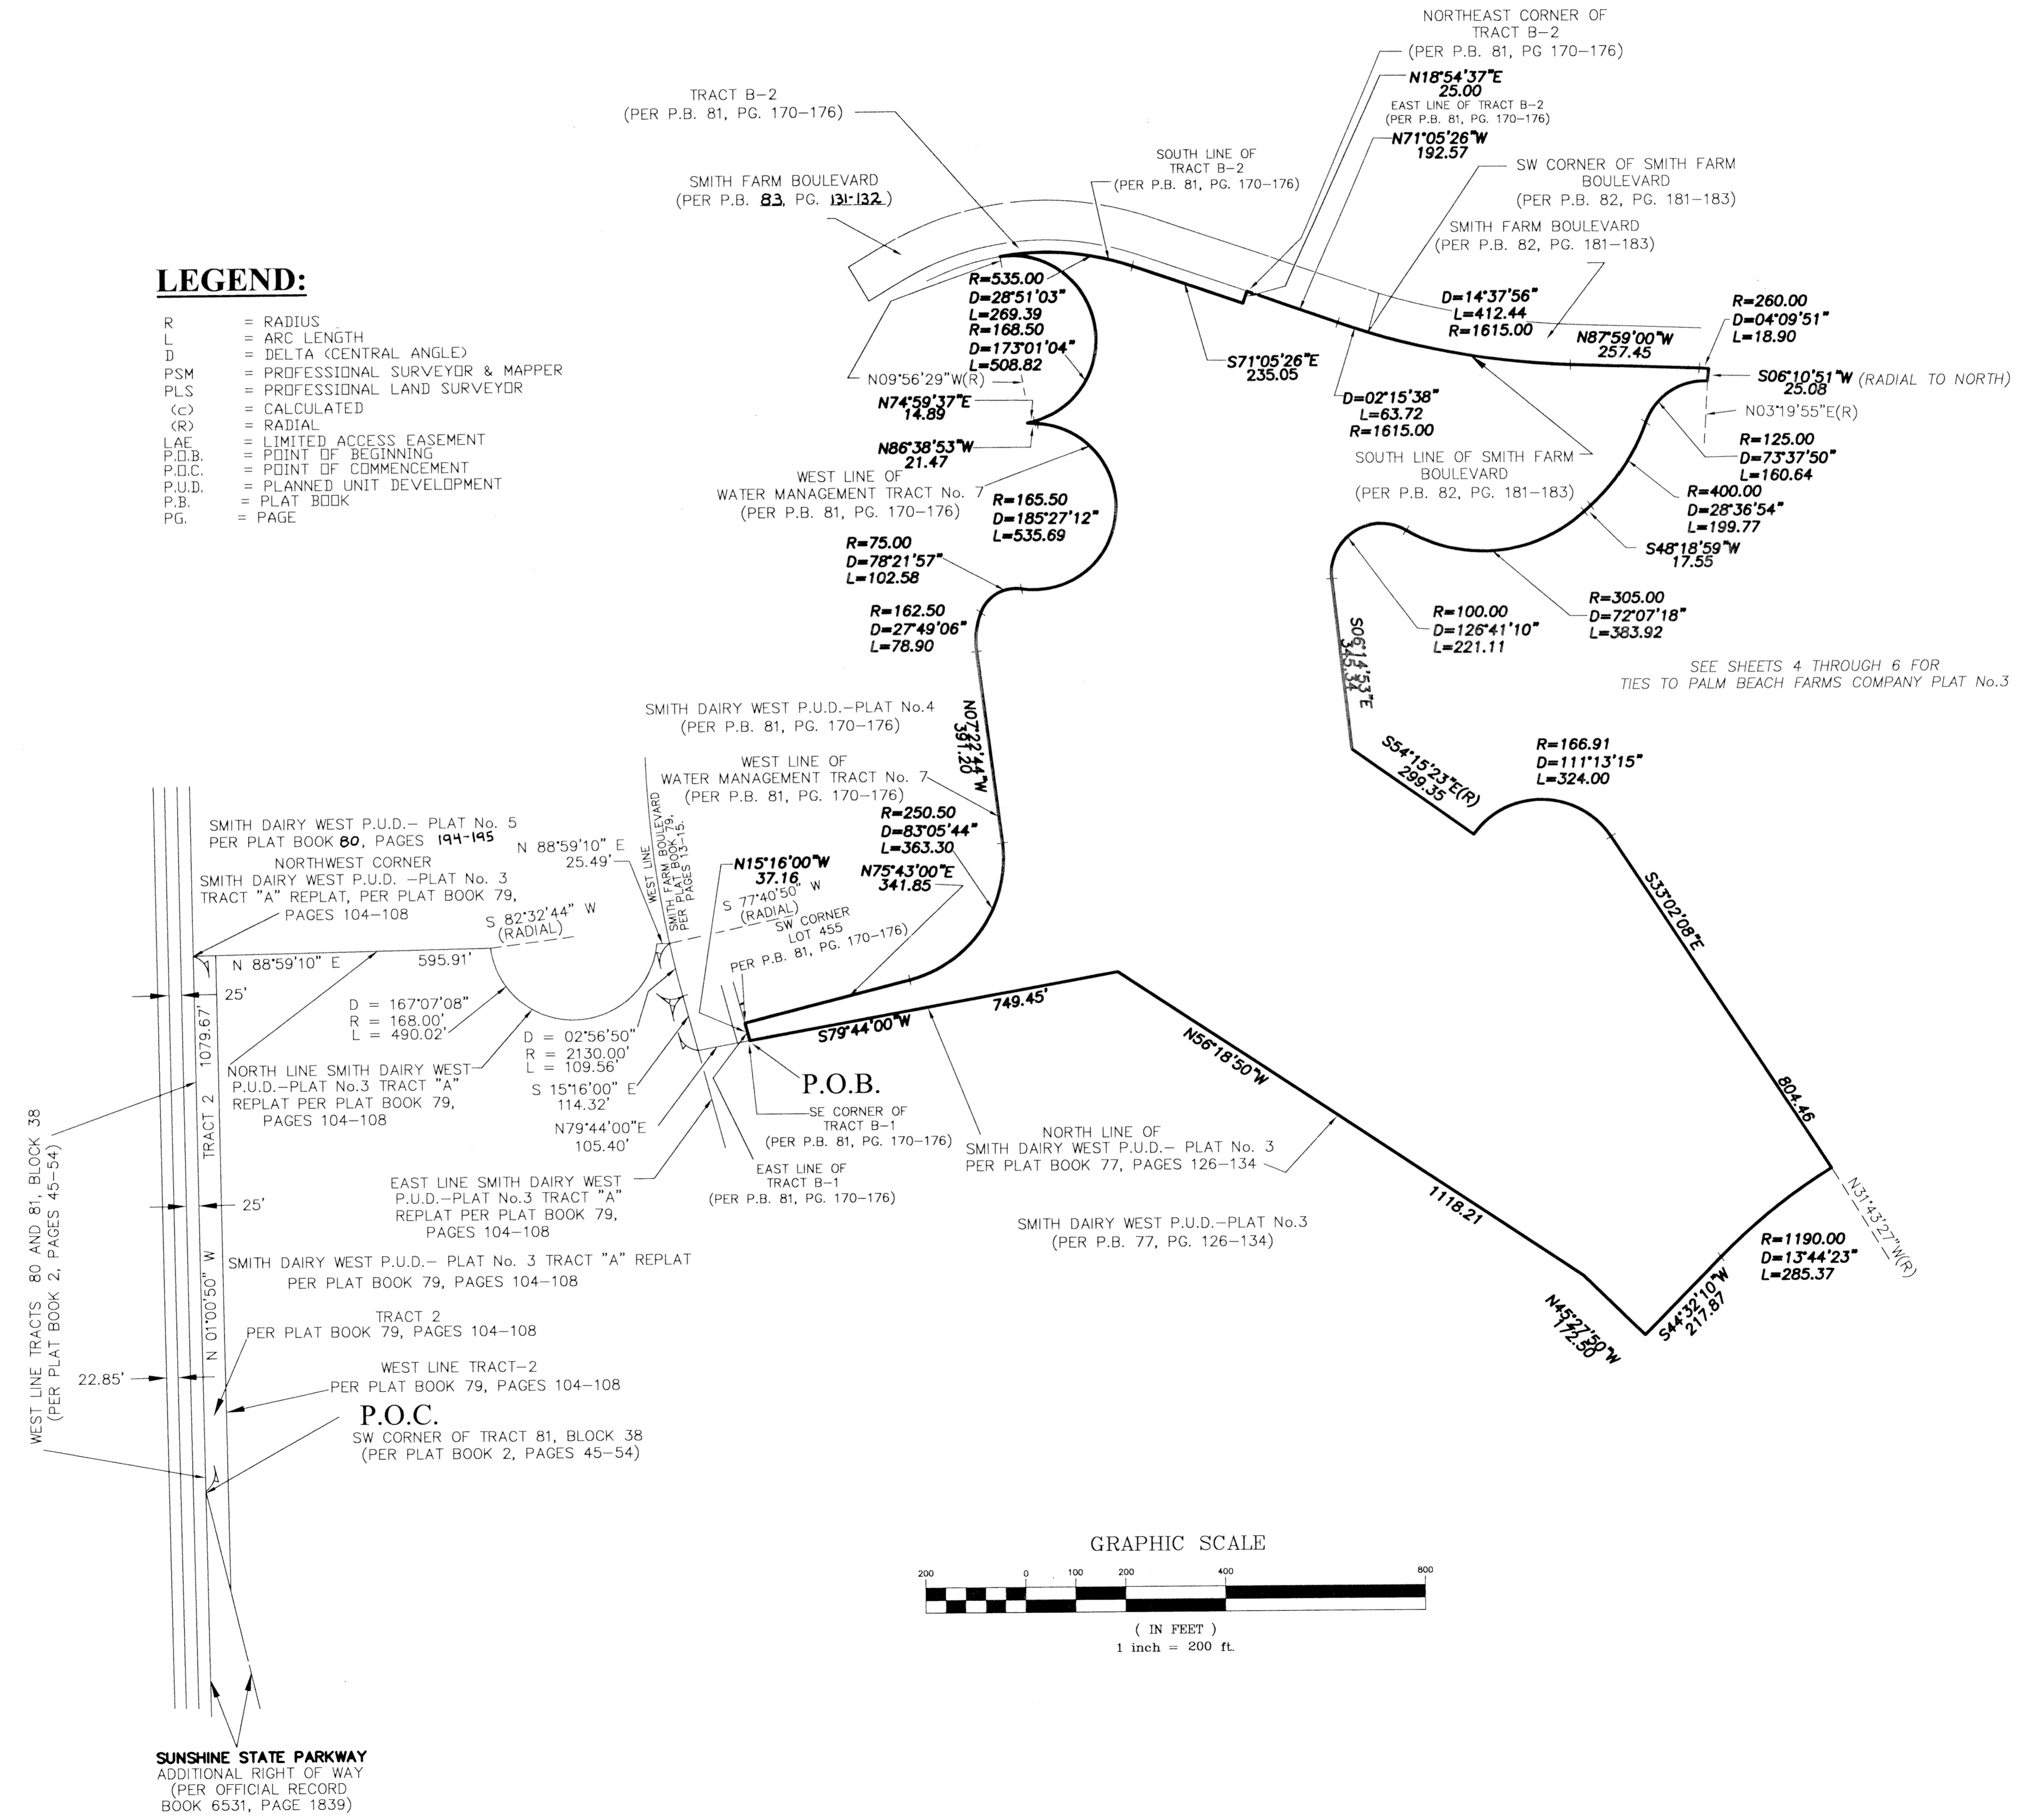 NORTHEAST CORNER OF
TRACT B-2
(PER P.B. 81, PG 170-176)
N18°54'37"E
25.00
EAST LINE OF TRACT B-2
(PER P.B. 81, PG. 170-176)
N71°05'26"W
192.57
TRACT B-2
(PER P.B. 81, PG. 170-176)
SOUTH LINE OF
TRACT B-2
(PER P.B. 81, PG. 170-176)
SW CORNER OF SMITH FARM
BOULEVARD
(PER P.B. 82, PG. 181-183)
SMITH FARM BOULEVARD
(PER P.B. 83, PG. 131-132)
SMITH FARM BOULEVARD
(PER P.B. 82, PG. 181-183)
LEGEND:
R = RADIUS
L = ARC LENGTH
D = DELTA (CENTRAL ANGLE)
PSM = PROFESSIONAL SURVEYOR & MAPPER
PLS = PROFESSIONAL LAND SURVEYOR
(c) = CALCULATED
(R) = RADIAL
LAE = LIMITED ACCESS EASEMENT
P.O.B. = POINT OF BEGINNING
P.O.C. = POINT OF COMMENCEMENT
P.U.D. = PLANNED UNIT DEVELOPMENT
P.B. = PLAT BOOK
PG. = PAGE
R=535.00
D=28°51'03"
L=269.39
R=168.50
D=173°01'04"
L=508.82
N09°56'29"W(R)
N74°59'37"E
14.89
N86°38'53"W
21.47
S71°05'26"E
235.05
D=14°37'56"
L=412.44
R=1615.00
N87°59'00"W
257.45
R=260.00
D=04°09'51"
L=18.90
S06°10'51"W (RADIAL TO NORTH)
25.08
N03°19'55"E(R)
D=02°15'38"
L=63.72
R=1615.00
R=125.00
D=73°37'50"
L=160.64
SOUTH LINE OF SMITH FARM
BOULEVARD
(PER P.B. 82, PG. 181-183)
R=400.00
D=28°36'54"
L=199.77
S48°18'59"W
17.55
WEST LINE OF
WATER MANAGEMENT TRACT No. 7
(PER P.B. 81, PG. 170-176)
R=165.50
D=185°27'12"
L=535.69
R=75.00
D=78°21'57"
L=102.58
R=162.50
D=27°49'06"
L=78.90
R=305.00
D=72°07'18"
L=383.92
R=100.00
D=126°41'10"
L=221.11
S06°14'53"E
345.34
SEE SHEETS 4 THROUGH 6 FOR
TIES TO PALM BEACH FARMS COMPANY PLAT No.3
SMITH DAIRY WEST P.U.D.-PLAT No.4
(PER P.B. 81, PG. 170-176)
N07°22'44"W
391.20
S54°15'23"E(R)
299.35
R=166.91
D=111°13'15"
L=324.00
WEST LINE OF
WATER MANAGEMENT TRACT No. 7
(PER P.B. 81, PG. 170-176)
R=250.50
D=83°05'44"
L=363.30
N75°43'00"E
341.85
SMITH DAIRY WEST P.U.D.- PLAT No. 5
PER PLAT BOOK 80, PAGES 194-195
NORTHWEST CORNER
SMITH DAIRY WEST P.U.D. -PLAT No. 3
TRACT "A" REPLAT, PER PLAT BOOK 79,
PAGES 104-108
N 88°59'10" E
25.49'
WEST LINE
SMITH FARM BOULEVARD
PER PLAT BOOK 79,
PAGES 13-15.
N15°16'00"W
37.16
S 77°40'50" W
(RADIAL)
SW CORNER
LOT 455
PER P.B. 81, PG. 170-176)
S 82°32'44" W
(RADIAL)
N 88°59'10" E
595.91'
25'
D = 167°07'08"
R = 168.00'
L = 490.02'
D = 02°56'50"
R = 2130.00'
L = 109.56'
S 15°16'00" E
114.32'
N79°44'00"E
105.40'
NORTH LINE SMITH DAIRY WEST
P.U.D.-PLAT No.3 TRACT "A"
REPLAT PER PLAT BOOK 79,
PAGES 104-108
1079.67'
TRACT 2
N 01°00'50" W
S79°44'00"W
749.45'
P.O.B.
SE CORNER OF
TRACT B-1
(PER P.B. 81, PG. 170-176)
EAST LINE OF
TRACT B-1
(PER P.B. 81, PG. 170-176)
NORTH LINE OF
SMITH DAIRY WEST P.U.D.- PLAT No. 3
PER PLAT BOOK 77, PAGES 126-134
N56°18'50"W
1118.21
S33°02'08"E
804.46
N31°43'27"W(R)
R=1190.00
D=13°44'23"
L=285.37
S44°32'10"W
217.87
N45°27'50"W
172.50
SMITH DAIRY WEST P.U.D.-PLAT No.3
(PER P.B. 77, PG. 126-134)
EAST LINE SMITH DAIRY WEST
P.U.D.-PLAT No.3 TRACT "A"
REPLAT PER PLAT BOOK 79,
PAGES 104-108
25'
SMITH DAIRY WEST P.U.D.- PLAT No. 3 TRACT "A" REPLAT
PER PLAT BOOK 79, PAGES 104-108
TRACT 2
PER PLAT BOOK 79, PAGES 104-108
WEST LINE TRACT-2
PER PLAT BOOK 79, PAGES 104-108
22.85'
WEST LINE TRACTS 80 AND 81, BLOCK 38
(PER PLAT BOOK 2, PAGES 45-54)
P.O.C.
SW CORNER OF TRACT 81, BLOCK 38
(PER PLAT BOOK 2, PAGES 45-54)
GRAPHIC SCALE
200 0 100 200 400 800
( IN FEET )
1 inch = 200 ft.
SUNSHINE STATE PARKWAY
ADDITIONAL RIGHT OF WAY
(PER OFFICIAL RECORD
BOOK 6531, PAGE 1839)